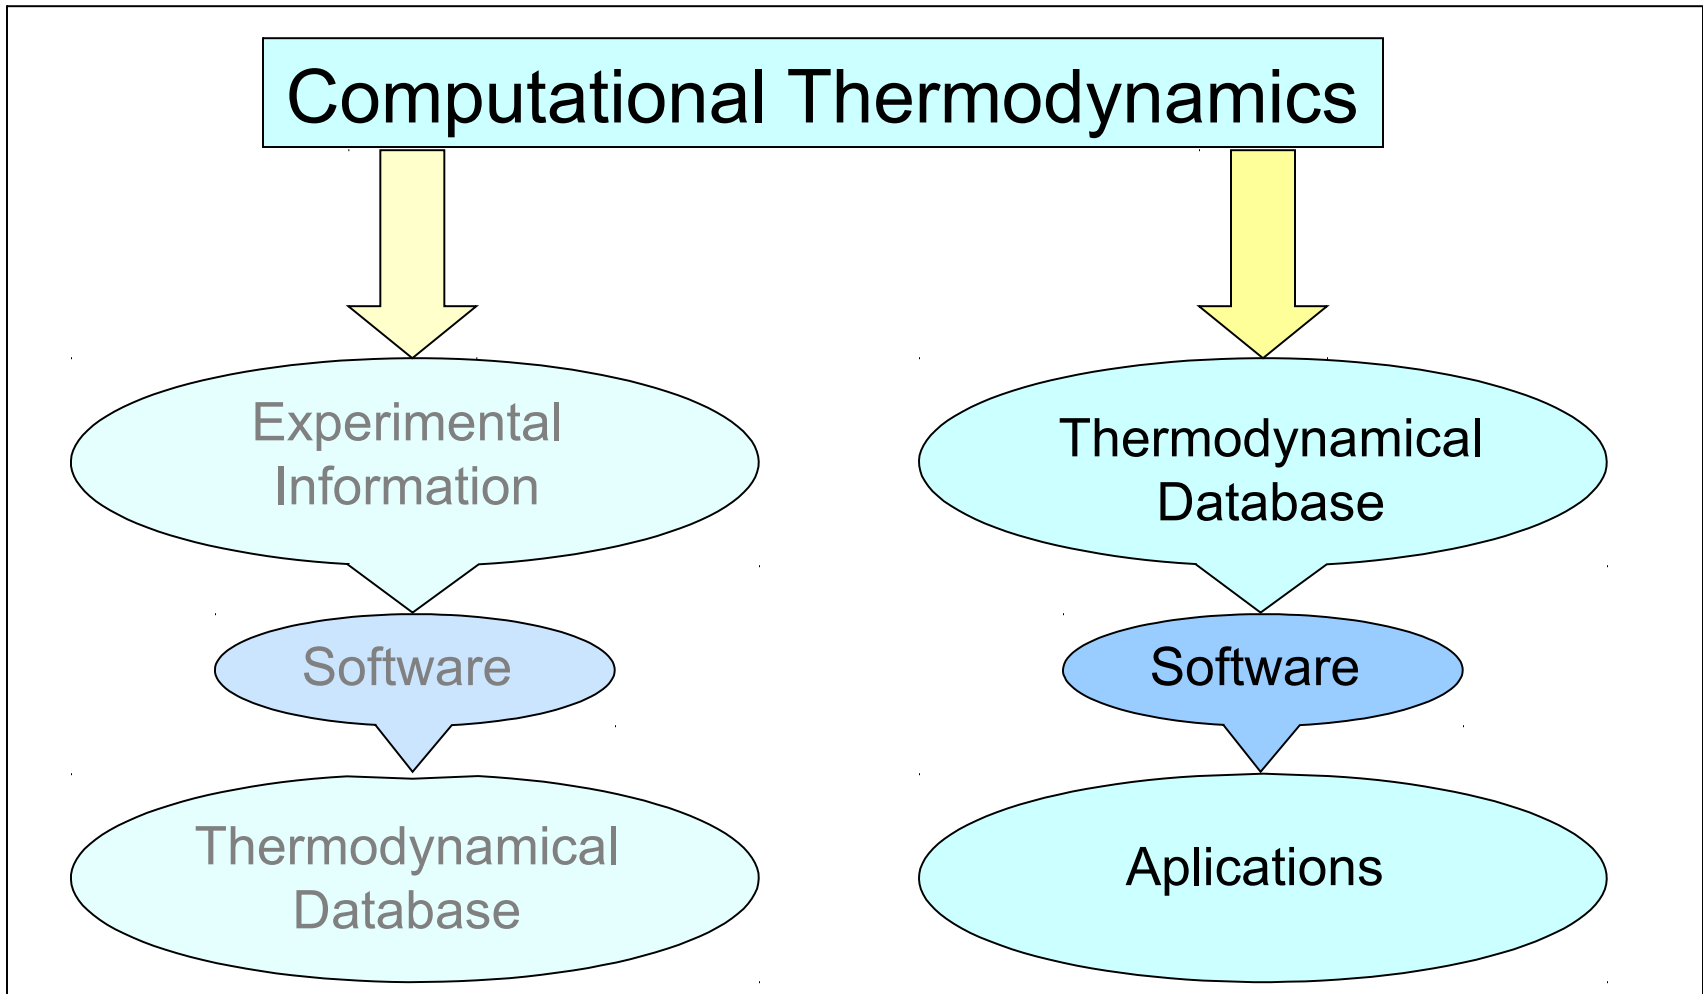 Computational Thermodynamics
Experimental
Information
Software
Thermodynamical
Database
Thermodynamical
Database
Software
Aplications